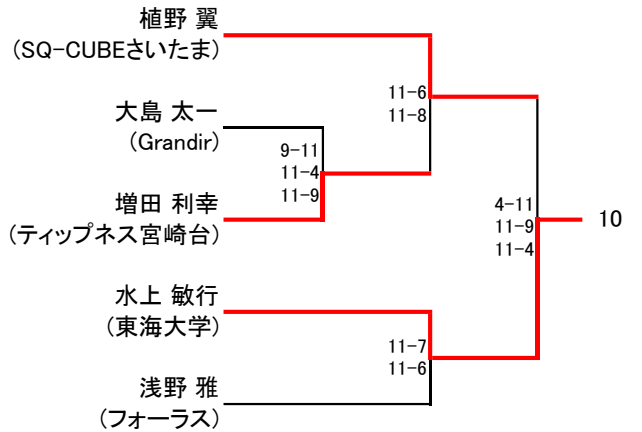 植野 翼
(SQ-CUBEさいたま)
11-6
11-8
大島 太一
(Grandir)
9-11
11-4
11-9
増田 利幸
(ティップネス宮崎台)
4-11
11-9
11-4
10
水上 敏行
(東海大学)
11-7
11-6
浅野 雅
(フォーラス)